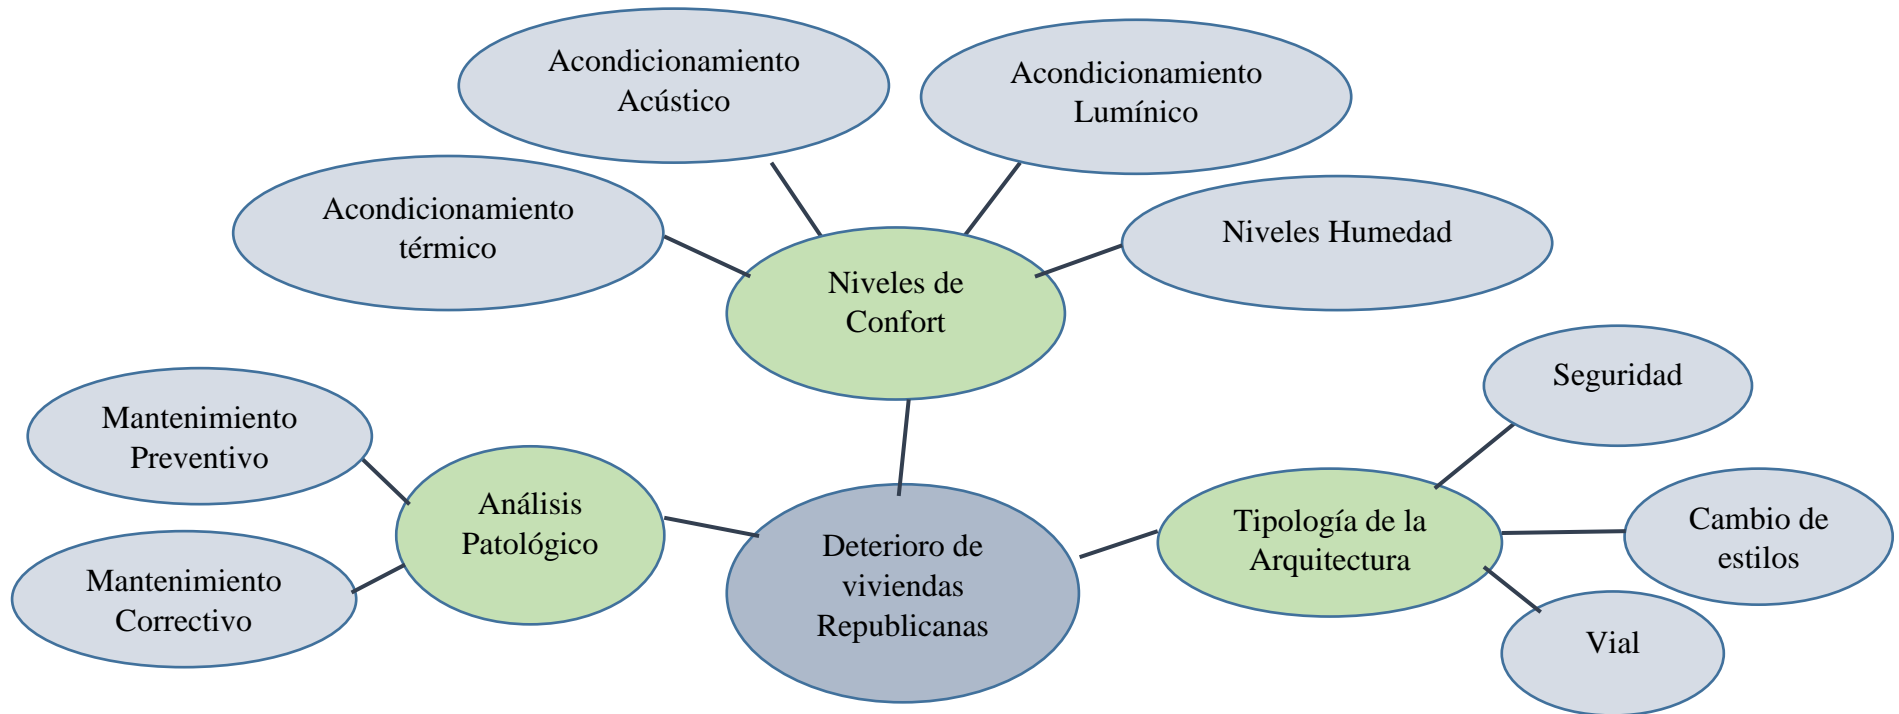 Acondicionamiento
Acústico
Acondicionamiento
Lumínico
Acondicionamiento
térmico
Niveles Humedad
Niveles de
Confort
Seguridad
Mantenimiento
Preventivo
Análisis
Patológico
Tipología de la
Arquitectura
Cambio de
estilos
Deterioro de
viviendas
Republicanas
Mantenimiento
Correctivo
Vial